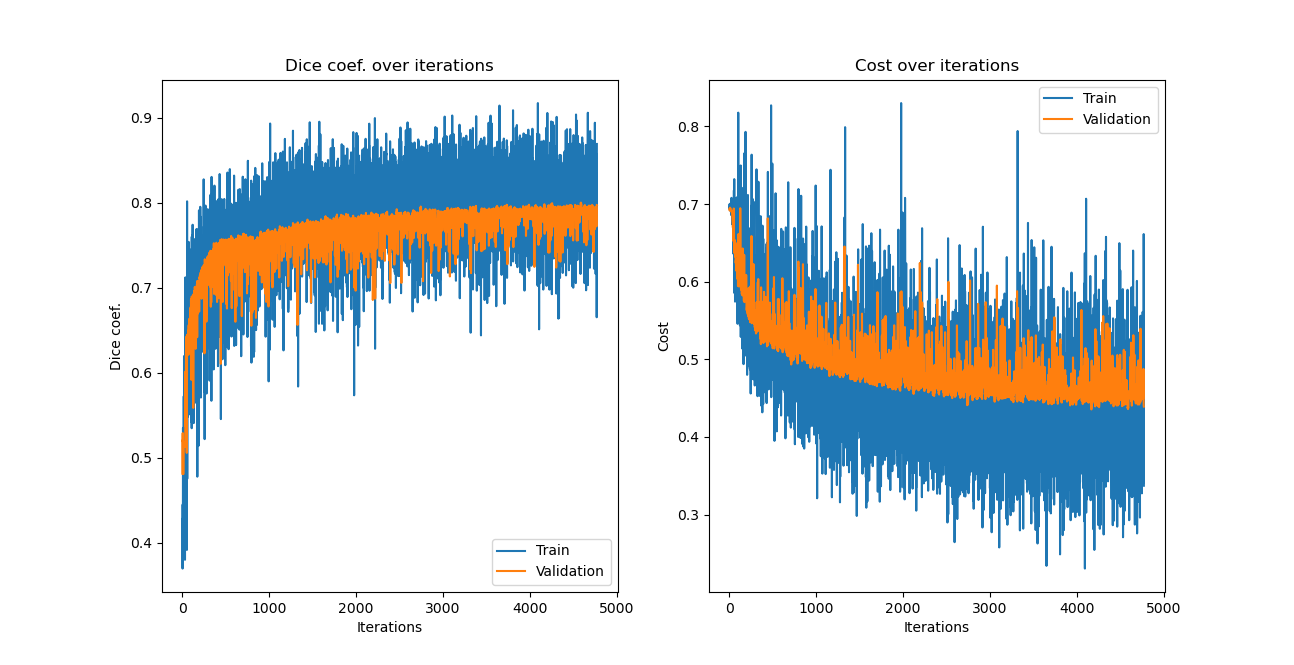 Dice coef. over iterations
Dice coef.
0.9
0.8
0.7
0.6
0.5
0.4
0
1000
2000
3000
4000
5000
Iterations
Train
Validation
Cost over iterations
Cost
0.8
0.7
0.6
0.5
0.4
0.3
0
1000
2000
3000
4000
5000
Iterations
Train
Validation